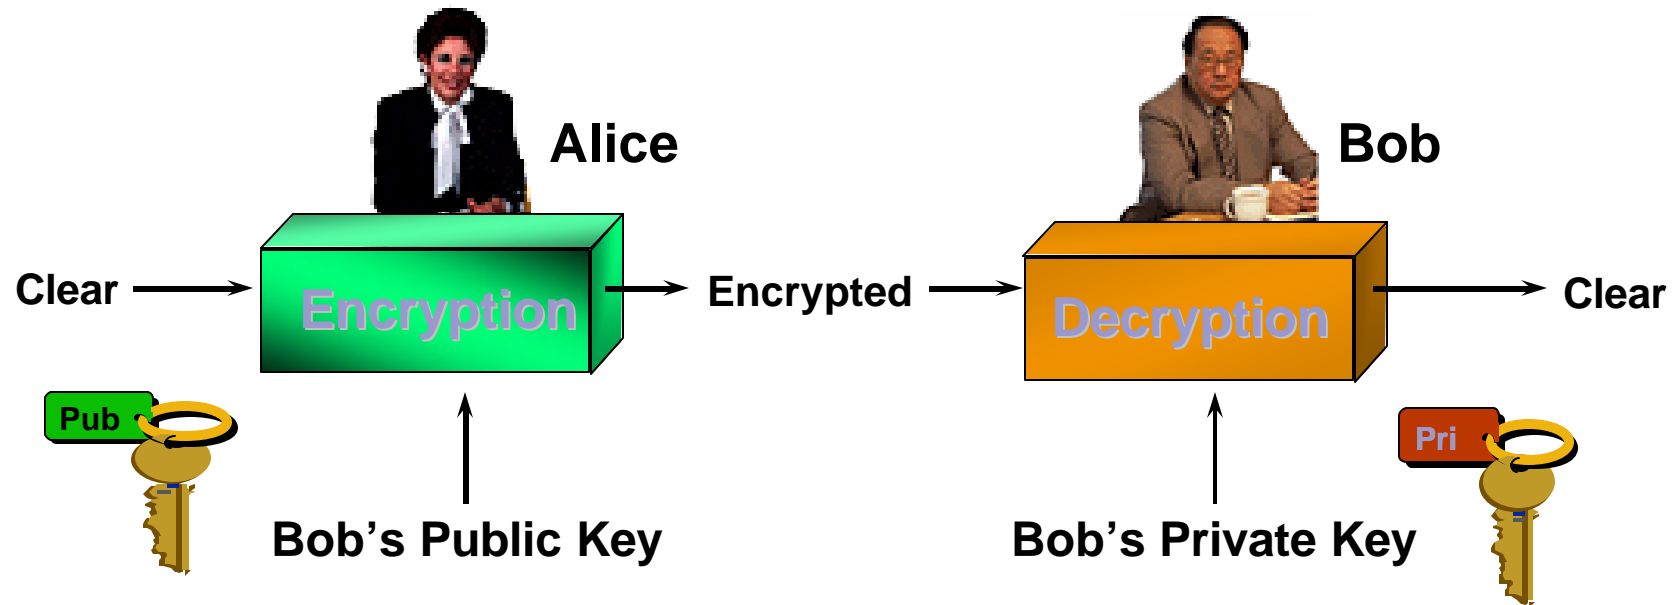 Alice
Bob
Clear
Encryption
Encrypted
Decryption
Clear
Pub
Pri
Bob’s Public Key
Bob’s Private Key